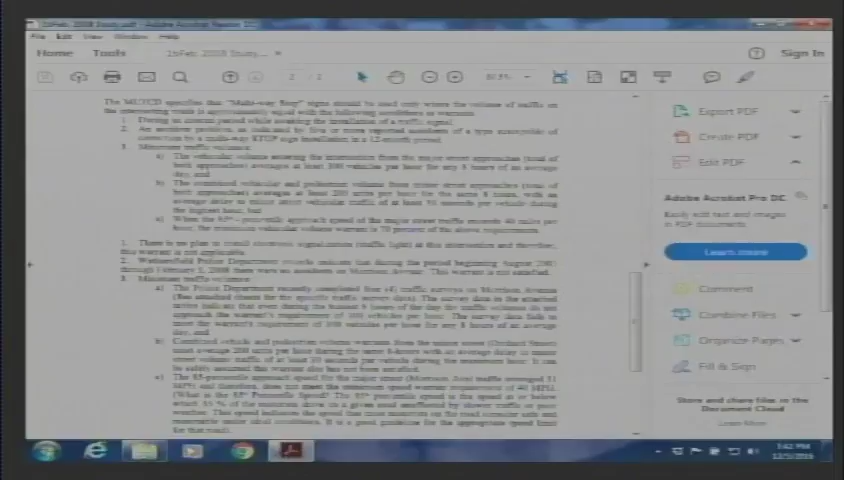 1bFeb. 2008 Study.pdf - Adobe Acrobat Reader DC
File Edit View Window Help
Home Tools 1bFeb. 2008 Study.... ×
Sign In
2 / 2
The MUTCD specifies that "Multi-way Stop" signs should be used only where the volume of traffic on
the intersecting roads is approximately equal with the following conditions as warrants.
1. During an interim period while awaiting the installation of a traffic signal.
2. An accident problem, as indicated by five or more reported accidents of a type susceptible of
correction by a multi-way STOP sign installation in a 12-month period.
3. Minimum traffic volumes:
a) The vehicular volume entering the intersection from the major street approaches (total of
both approaches) averages at least 300 vehicles per hour for any 8 hours of an average
day, and
b) The combined vehicular and pedestrian volume from minor street approaches (total of
both approaches) averages at least 200 units per hour for the same 8 hours, with an
average delay to minor street vehicular traffic of at least 30 seconds per vehicle during
the highest hour, but
c) When the 85th-percentile approach speed of the major street traffic exceeds 40 miles per
hour, the minimum vehicular volume warrant is 70 percent of the above requirements.
1. There is no plan to install electronic signalization (traffic light) at this intersection and therefore,
this warrant is not applicable.
2. Wethersfield Police Department records indicate that during the period beginning August 2001
through February 1, 2008 there were no accidents on Morrison Avenue. This warrant is not satisfied.
3. Minimum traffic volumes:
a) The Police Department recently completed four (4) traffic surveys on Morrison Avenue
(See attached sheets for the specific traffic survey data). The survey data in the attached
indicate that even during the busiest 8 hours of the day the traffic volumes do not
approach the warrant's requirement of 300 vehicles per hour. The survey data fails to
meet the warrant's requirement of 300 vehicles per hour for any 8 hours of an average
day, and
b) Combined vehicle and pedestrian volume warrant from the minor street (Orchard Street)
must average 200 units per hour during the same 8-hours with an average delay to minor
street volume traffic of at least 30 seconds per vehicle during the maximum hour. It can
be safely assumed this warrant also has not been satisfied.
c) The 85-percentile approach speed for the major street (Morrison Ave) traffic averaged 31
MPH and therefore, does not meet the minimum speed warrant requirement of 40 MPH.
(What is the 85th Percentile Speed? The 85th percentile speed is the speed at or below
which 85 % of the motorists drive on a given road unaffected by slower traffic or poor
weather. This speed indicates the speed that most motorists on the road consider safe and
reasonable under ideal conditions. It is a good guideline for the appropriate speed limit
for that road).
Export PDF
Create PDF
Edit PDF
Adobe Acrobat Pro DC
Easily edit text and images
in PDF documents
Learn more
Comment
Combine Files
Organize Pages
Fill & Sign
Store and share files in the
Document Cloud
Learn More